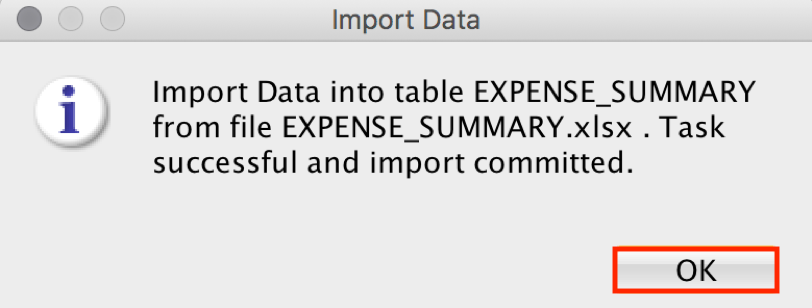 Import Data
Import Data into table EXPENSE_SUMMARY
from file EXPENSE_SUMMARY.xlsx . Task
successful and import committed.
OK